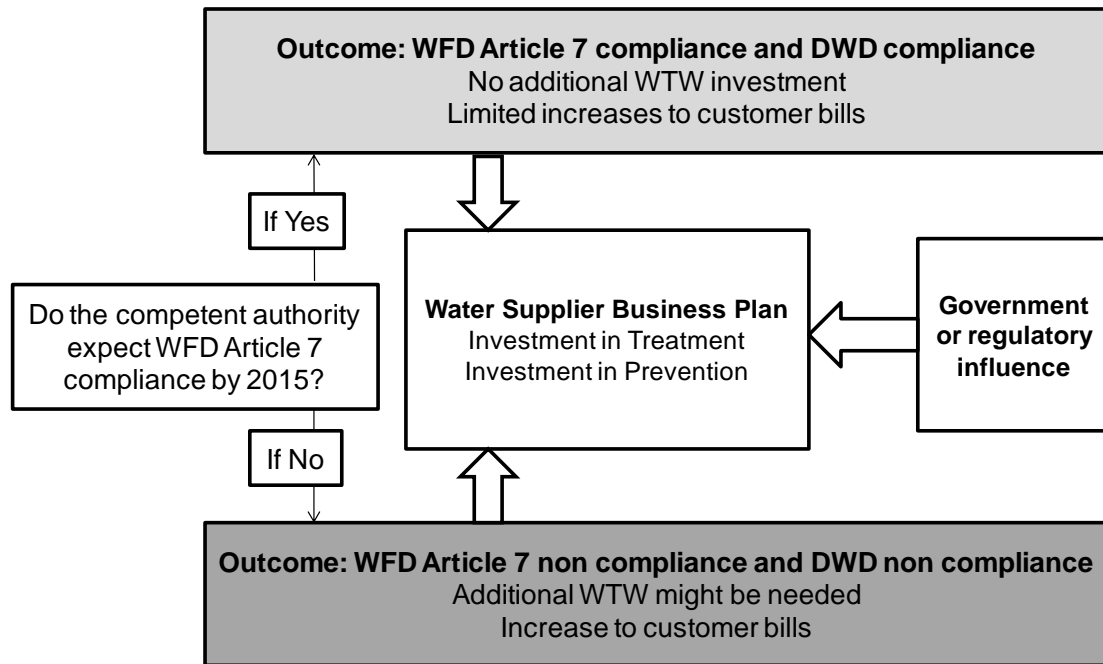 Outcome: WFD Article 7 compliance and DWD compliance
No additional WTW investment
Limited increases to customer bills
If Yes
Do the competent authority
expect WFD Article 7
compliance by 2015?
If No
Water Supplier Business Plan
Investment in Treatment
Investment in Prevention
Government
or regulatory
influence
Outcome: WFD Article 7 non compliance and DWD non compliance
Additional WTW might be needed
Increase to customer bills